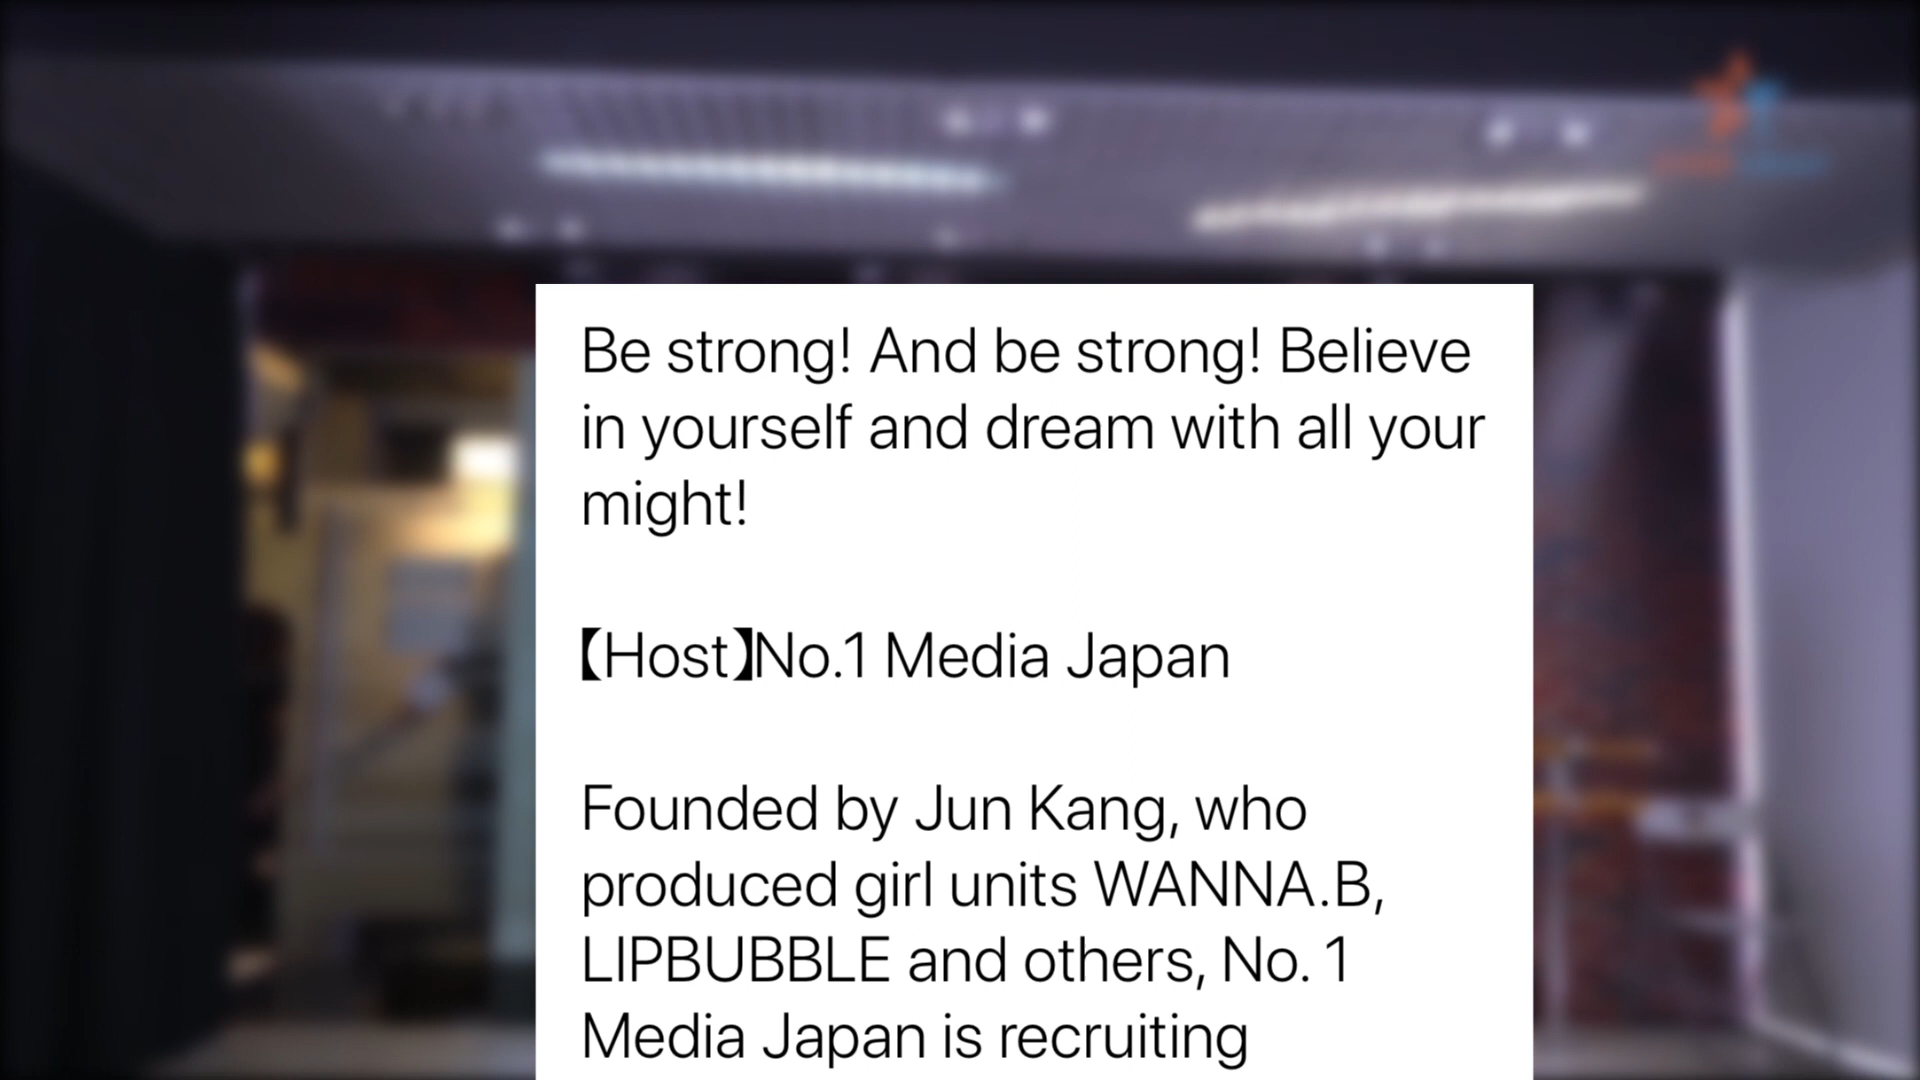 Be strong! And be strong! Believe
in yourself and dream with all your
might!
【Host】No.1 Media Japan
Founded by Jun Kang, who
produced girl units WANNA.B,
LIPBUBBLE and others, No. 1
Media Japan is recruiting